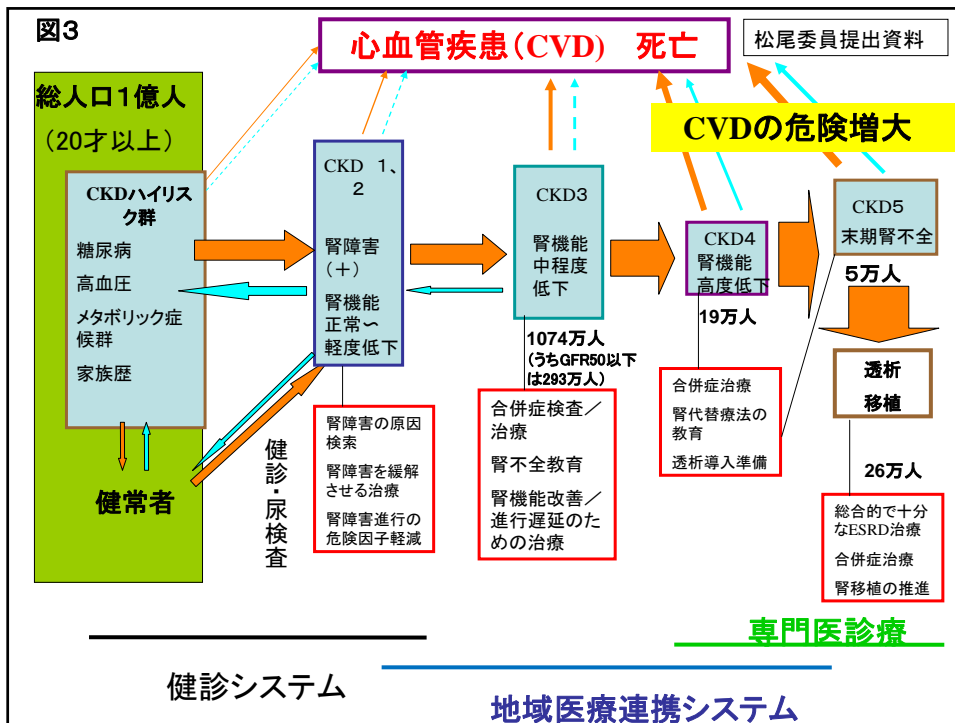 図3
心血管疾患(CVD) 死亡
松尾委員提出資料
総人口1億人
(20才以上)
CVDの危険増大
CKDハイリス
ク群
糖尿病
高血圧
メタボリック症
候群
家族歴
健常者
CKD 1、
2
腎障害
(+)
腎機能
正常〜
軽度低下
CKD3
腎機能
中程度
低下
CKD4
腎機能
高度低下
CKD5
末期腎不全
1074万人
(うちGFR50以下
は293万人)
19万人
5万人
透析
移植
26万人
健診・尿検査
腎障害の原因
検索
腎障害を緩解
させる治療
腎障害進行の
危険因子軽減
合併症検査/
治療
腎不全教育
腎機能改善/
進行遅延のた
めの治療
合併症治療
腎代替療法の
教育
透析導入準備
総合的で十分
なESRD治療
合併症治療
腎移植の推進
専門医診療
健診システム
地域医療連携システム